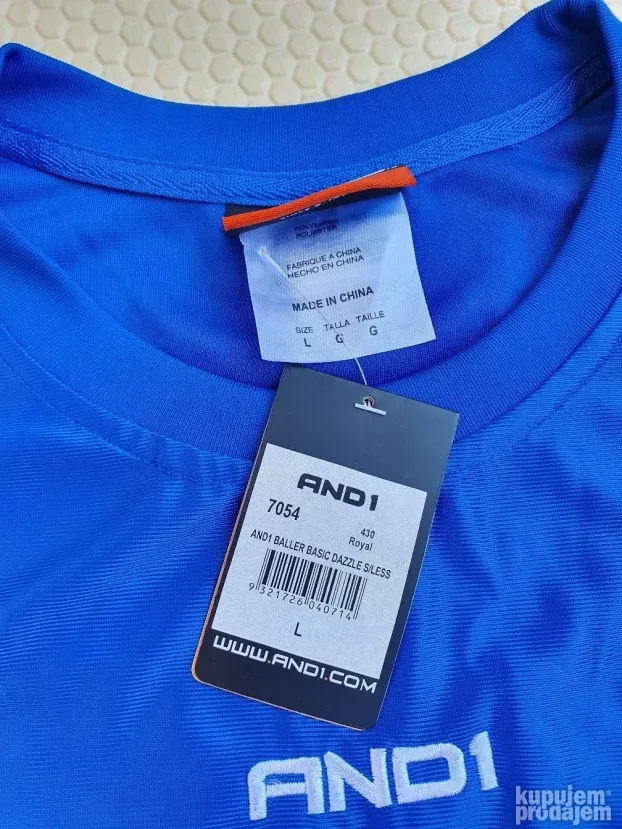 POLYESTER
POLIESTER
FABRIQUE A CHINA
HECHO EN CHINA
MADE IN CHINA
SIZE TALLA TAILLE
L G G
AND1
7054
430
Royal
AND1 BALLER BASIC DAZZLE S/LESS
9 321726 040714
L
WWW.AND1.COM
AND1
kupujem
prodajem